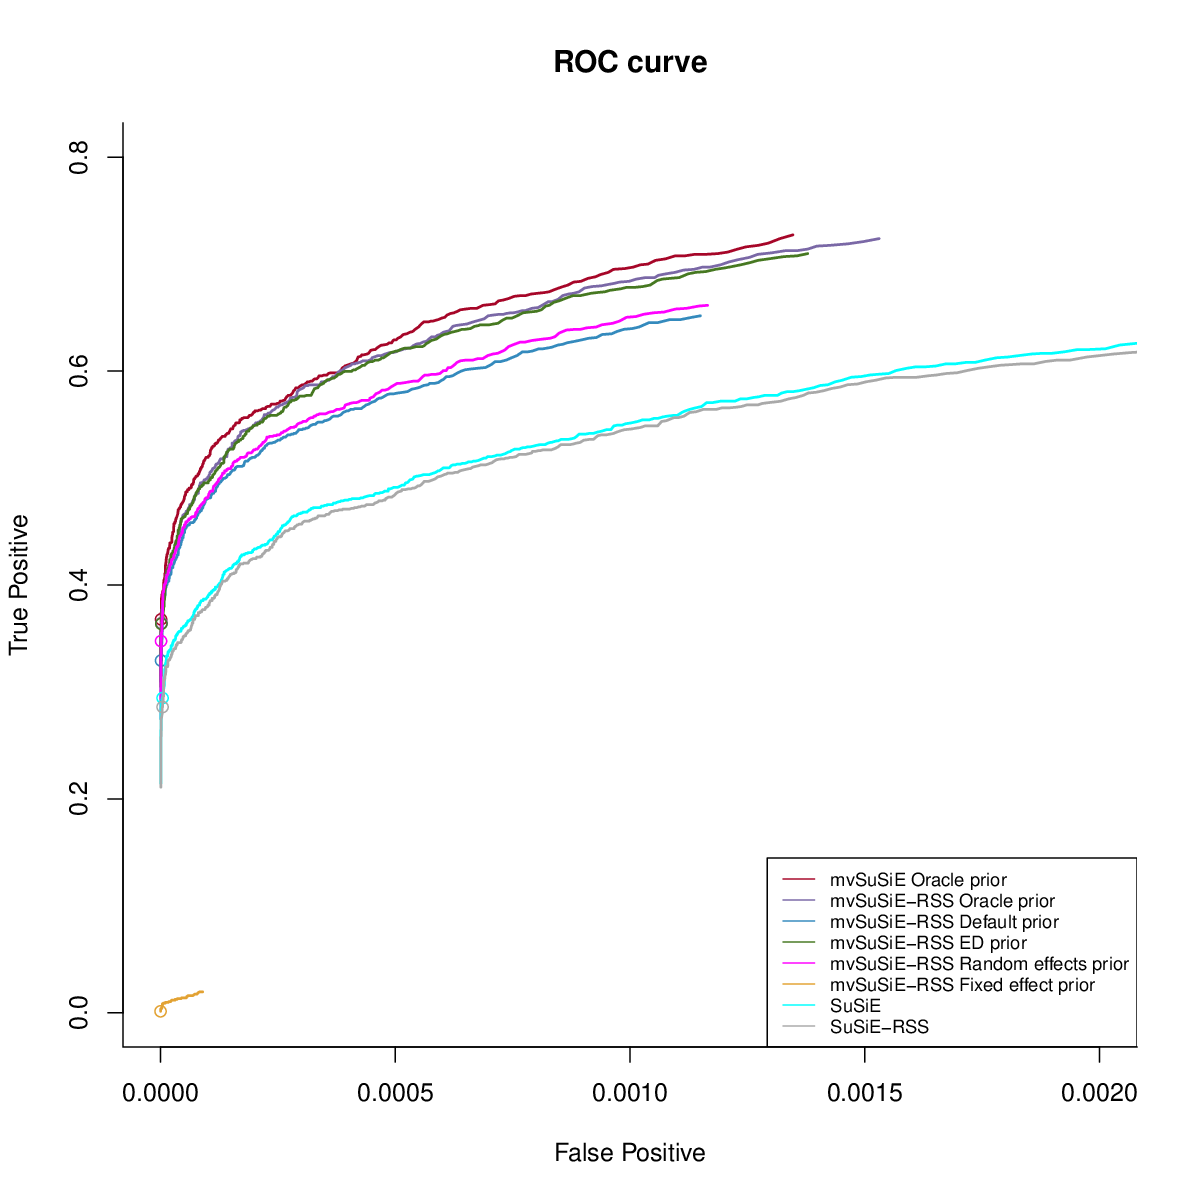 ROC curve
True Positive
0.8
0.6
0.4
0.2
0.0
mvSuSiE Oracle prior
mvSuSiE−RSS Oracle prior
mvSuSiE−RSS Default prior
mvSuSiE−RSS ED prior
mvSuSiE−RSS Random effects prior
mvSuSiE−RSS Fixed effect prior
SuSiE
SuSiE−RSS
0.0000 0.0005 0.0010 0.0015 0.0020
False Positive